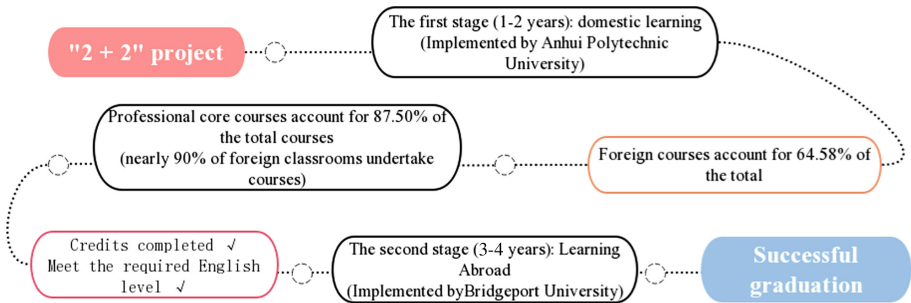 "2 + 2" project
The first stage (1-2 years): domestic learning
(Implemented by Anhui Polytechnic
University)
Foreign courses account for 64.58% of
the total
Professional core courses account for 87.50% of
the total courses
(nearly 90% of foreign classrooms undertake
courses)
Credits completed √
Meet the required English
level √
The second stage (3-4 years): Learning
Abroad
(Implemented byBridgeport University)
Successful
graduation